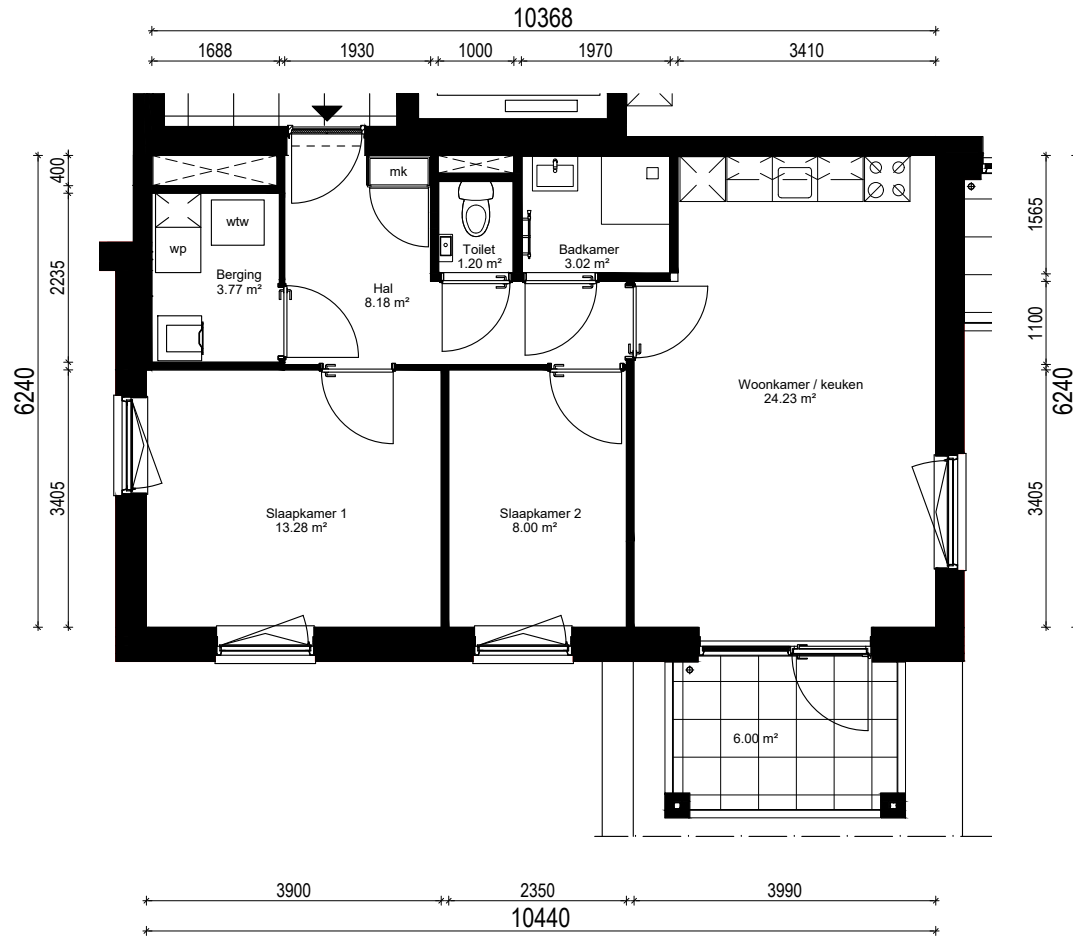 10368
1688
1930
1000
1970
3410
400
2235
3405
6240
mk
wtw
wp
Berging
3.77 m²
Hal
8.18 m²
Toilet
1.20 m²
Badkamer
3.02 m²
Woonkamer / keuken
24.23 m²
Slaapkamer 1
13.28 m²
Slaapkamer 2
8.00 m²
6.00 m²
1565
1100
3405
6240
3900
2350
3990
10440